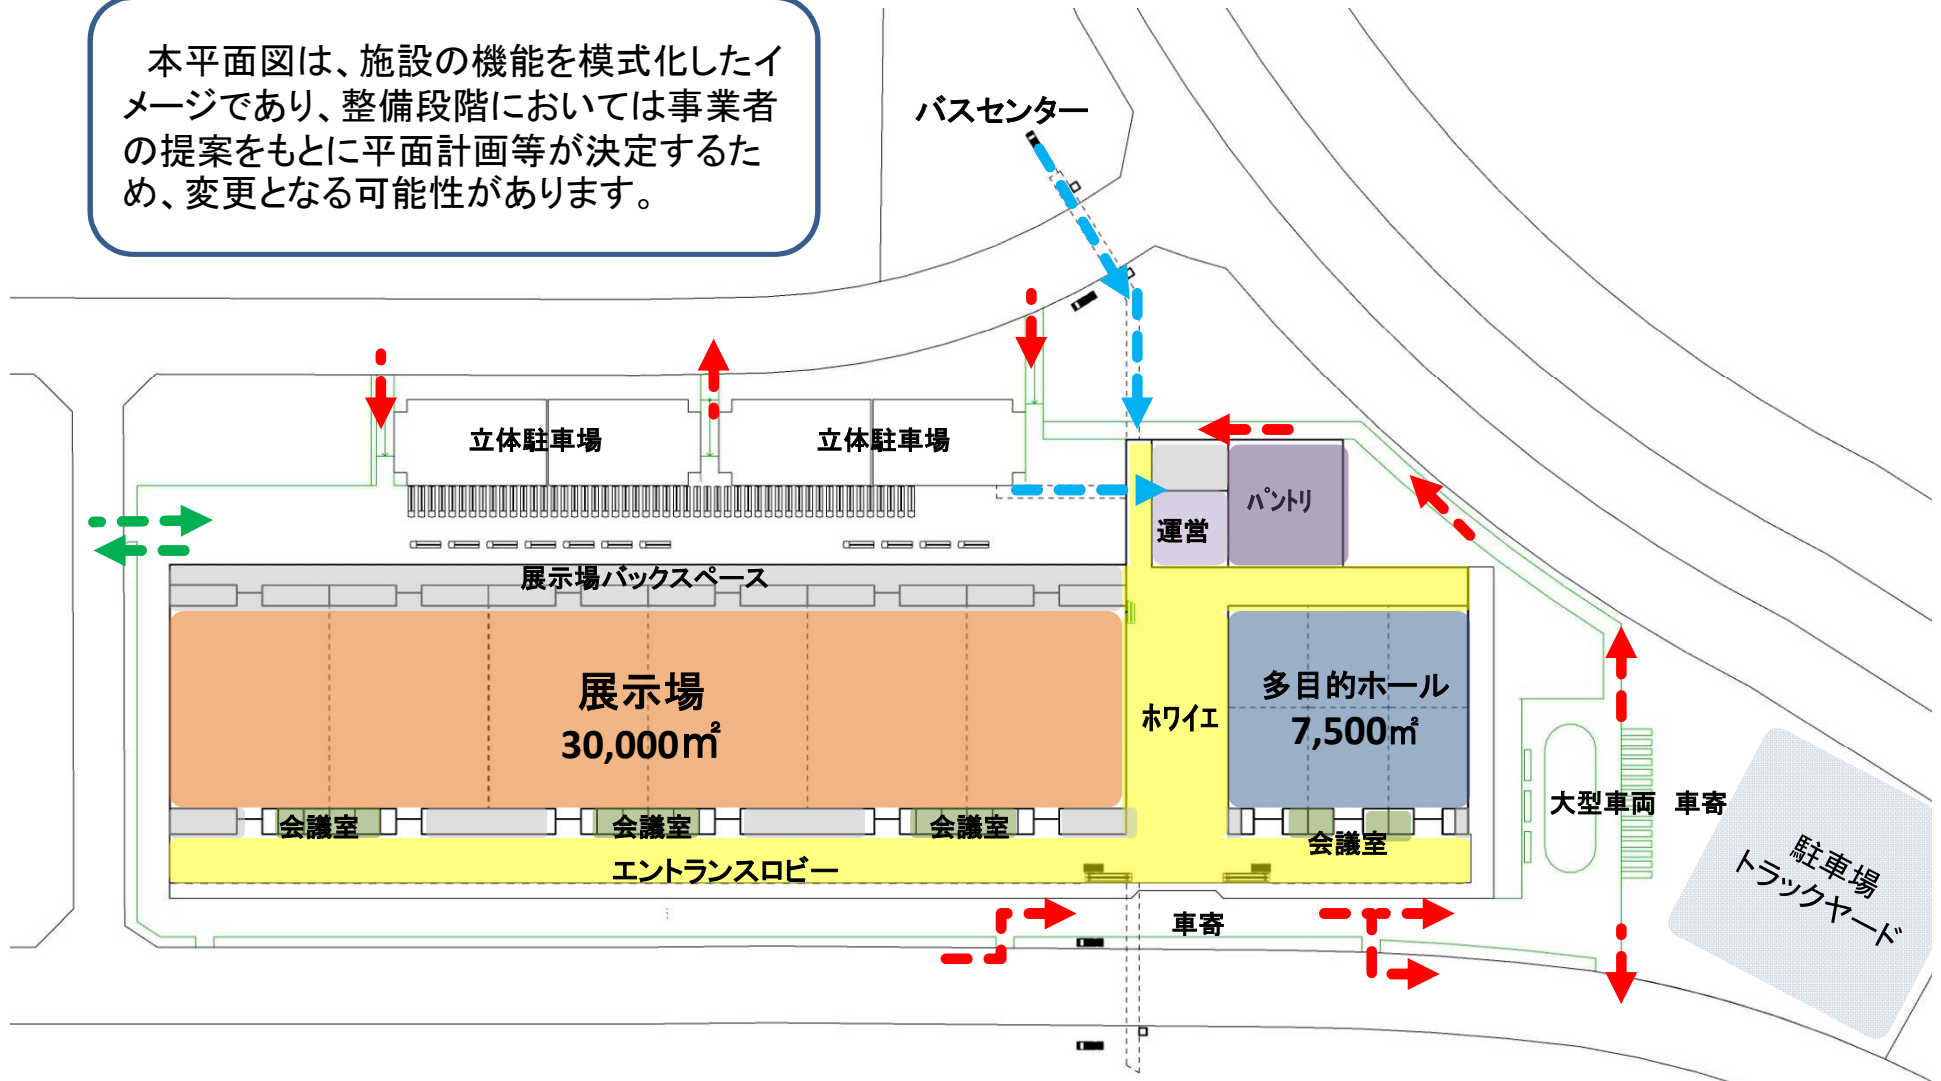 本平面図は、施設の機能を模式化したイ
メージであり、整備段階においては事業者
の提案をもとに平面計画等が決定するた
め、変更となる可能性があります。
バスセンター
立体駐車場
立体駐車場
パントリ
運営
展示場バックスペース
展示場
30,000㎡
ホワイエ
多目的ホール
7,500㎡
大型車両 車寄
会議室
会議室
会議室
会議室
エントランスロビー
車寄
駐車場
トラックヤード